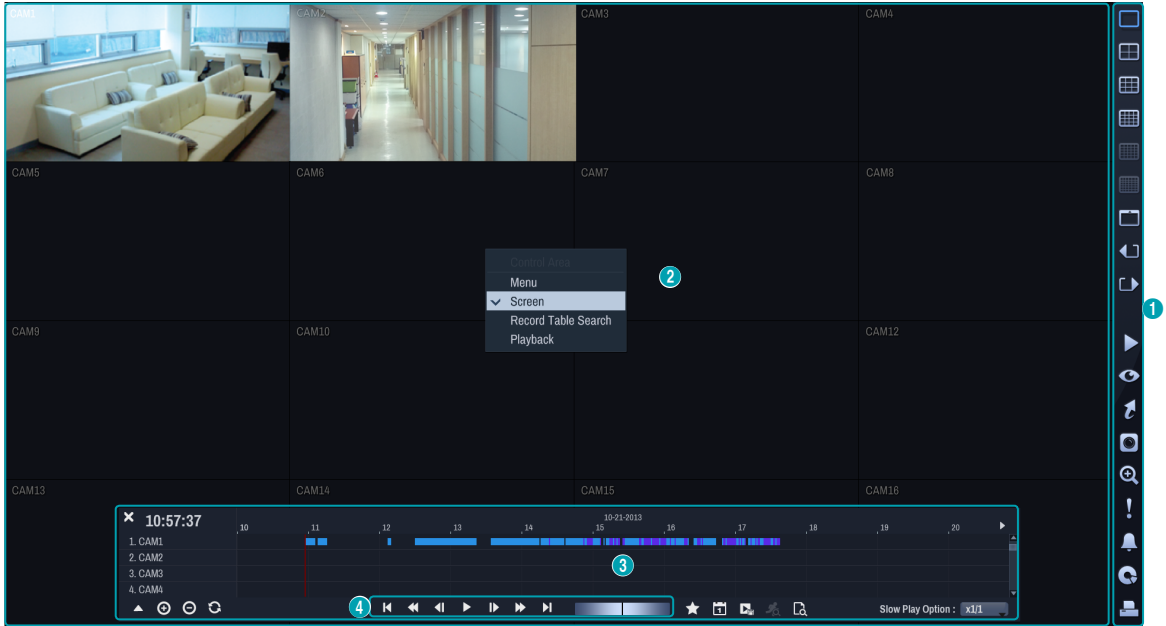 CAM1
CAM2
CAM3
CAM4
CAM5
CAM6
CAM7
CAM8
Control Area
Menu
Screen
Record Table Search
Playback
2
1
CAM9
CAM10
CAM12
CAM13
CAM14
CAM15
CAM16
10:57:37
10-21-2013
10 11 12 13 14 15 16 17 18 19 20
1. CAM1
2. CAM2
3. CAM3
4. CAM4
3
4
1
Slow Play Option : x1/1